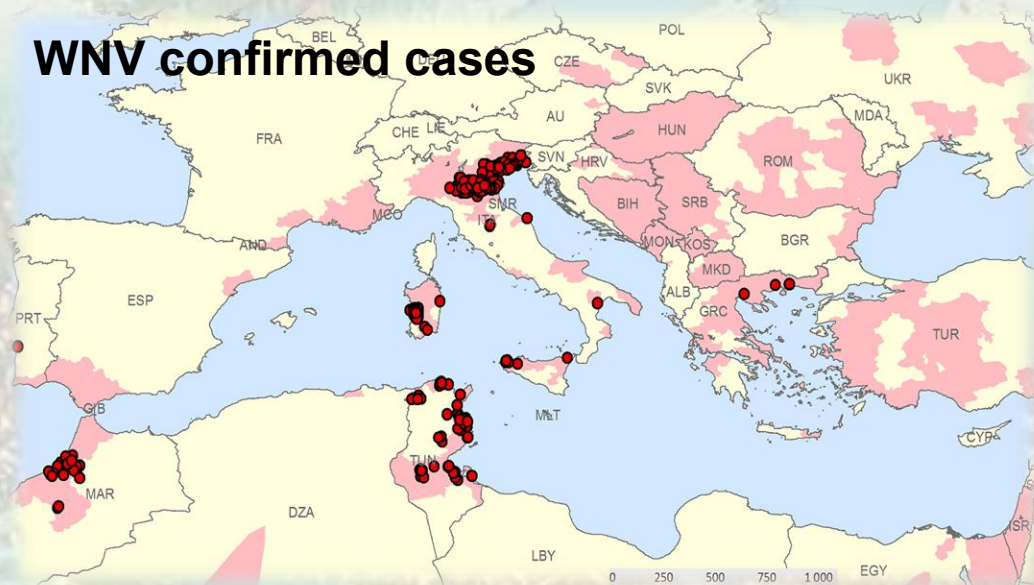 WNV confirmed cases
BEL
POL
CZE
UKR
SVK
MDA
AU
FRA
CHE
LIE
HUN
SVN
HRV
ROM
SMR
BIH
SRB
MCO
ITA
AND
MON
KOS
BGR
MKD
ESP
ALB
GRC
PRT
TUR
GIB
MLT
CYP
TUN
MAR
DZA
ISR
LBY
EGY
0 250 500 750 1 000